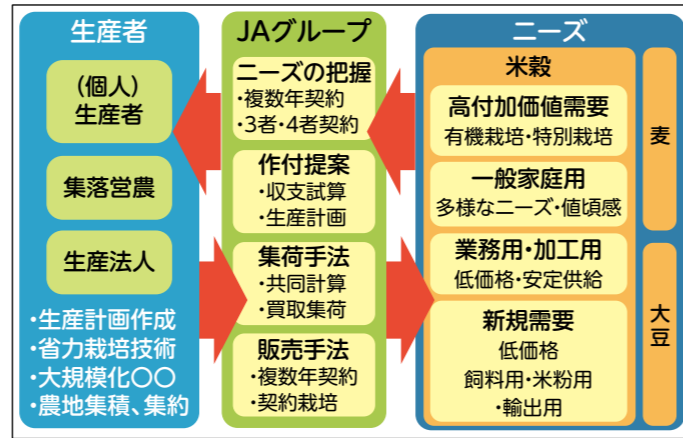 生産者
(個人)
生産者
集落営農
生産法人
・生産計画作成
・省力栽培技術
・大規模化〇〇
・農地集積、集約
JAグループ
ニーズの把握
・複数年契約
・3者・4者契約
作付提案
・収支試算
・生産計画
集荷手法
・共同計算
・買取集荷
販売手法
・複数年契約
・契約栽培
ニーズ
米穀
高付加価値需要
有機栽培・特別栽培
一般家庭用
多様なニーズ・値頃感
業務用・加工用
低価格・安定供給
新規需要
低価格
飼料用・米粉用
・輸出用
麦
大豆